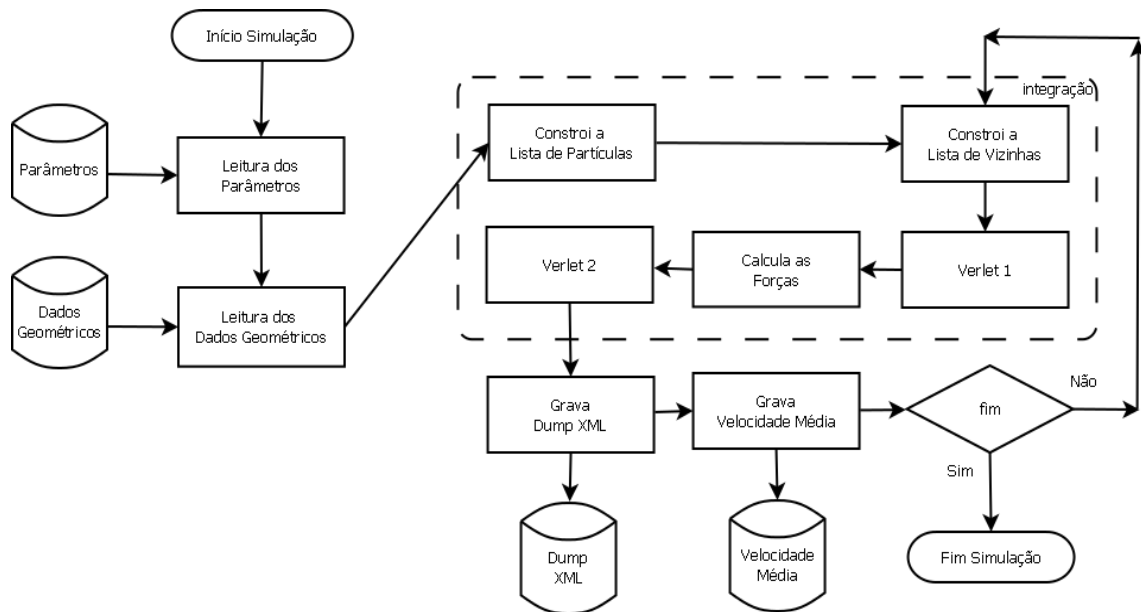 Início Simulação
Parâmetros
Leitura dos
Parâmetros
Dados
Geométricos
Leitura dos
Dados Geométricos
integração
Constroi a
Lista de Partículas
Constroi a
Lista de Vizinhas
Verlet 2
Calcula as
Forças
Verlet 1
Grava
Dump XML
Grava
Velocidade Média
fim
Não
Sim
Dump
XML
Velocidade
Média
Fim Simulação